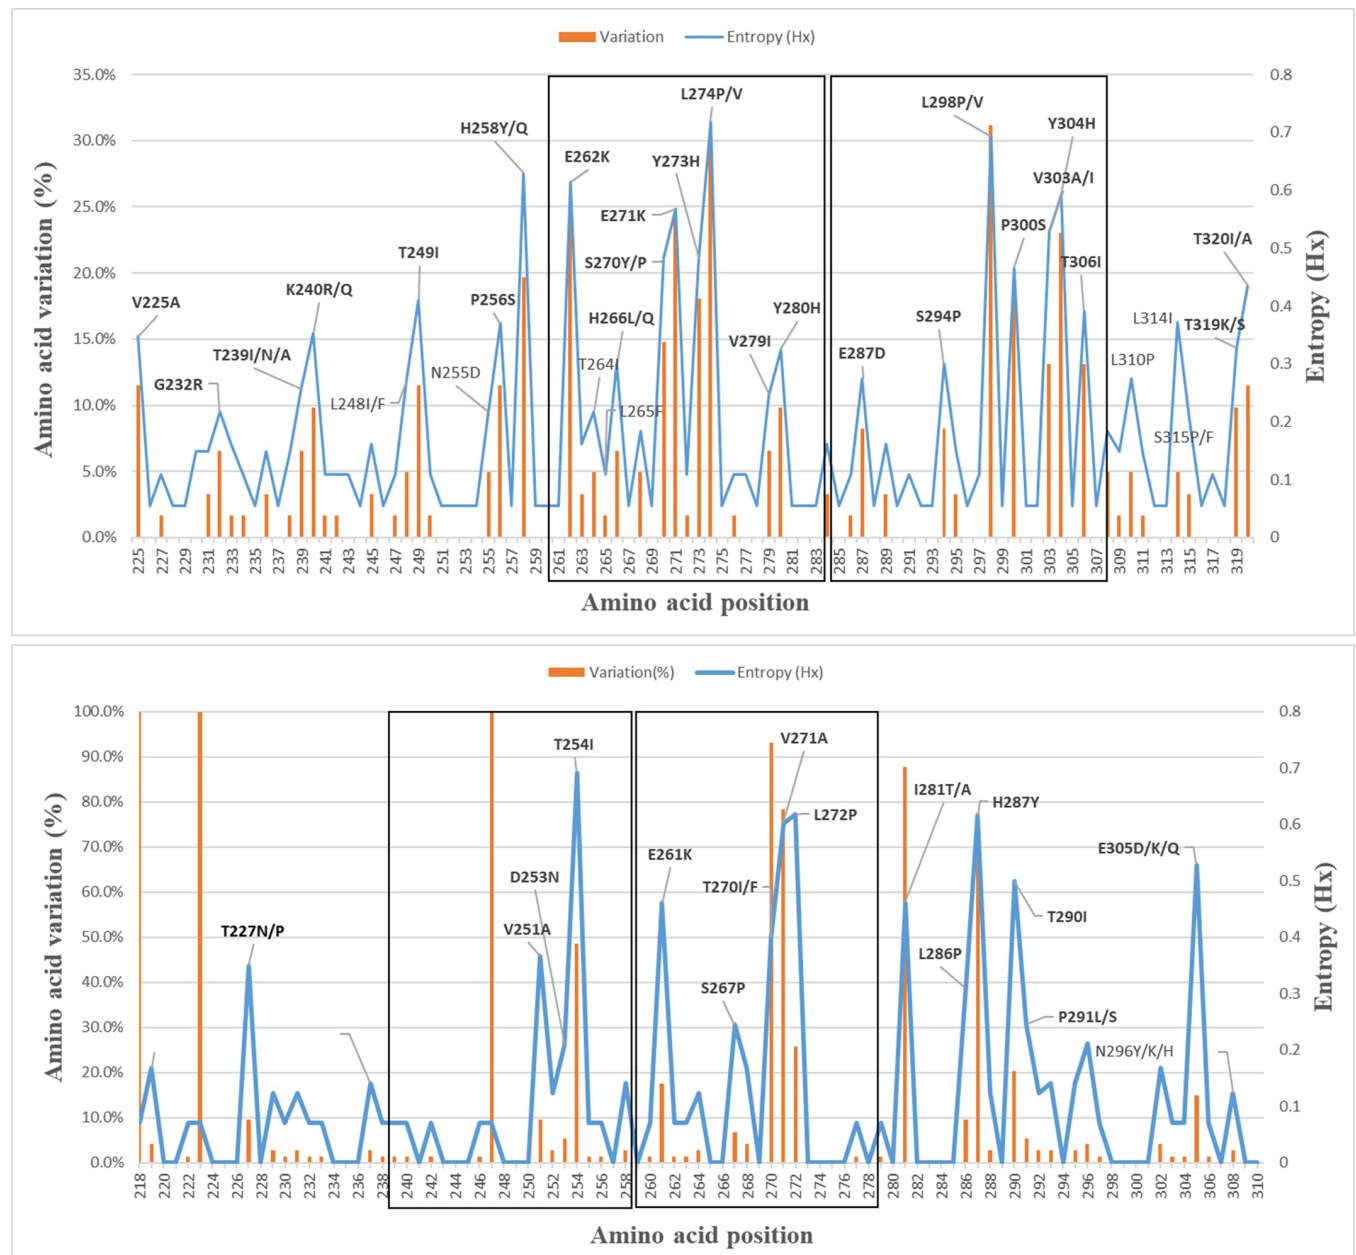 Variation Entropy (Hx)
35.0%
30.0%
25.0%
20.0%
15.0%
10.0%
5.0%
0.0%
0.8
0.7
0.6
0.5
0.4
0.3
0.2
0.1
0
Amino acid variation (%)
Entropy (Hx)
V225A
G232R
T239I/N/A
K240R/Q
L248I/F
T249I
N255D
P256S
H258Y/Q
E262K
T264I
L265F
H266L/Q
S270Y/P
E271K
Y273H
L274P/V
V279I
Y280H
E287D
S294P
L298P/V
P300S
V303A/I
Y304H
T306I
L310P
L314I
S315P/F
T319K/S
T320I/A
225 227 229 231 233 235 237 239 241 243 245 247 249 251 253 255 257 259 261 263 265 267 269 271 273 275 277 279 281 283 285 287 289 291 293 295 297 299 301 303 305 307 309 311 313 315 317 319
Amino acid position
Variation(%) Entropy (Hx)
100.0%
90.0%
80.0%
70.0%
60.0%
50.0%
40.0%
30.0%
20.0%
10.0%
0.0%
0.8
0.7
0.6
0.5
0.4
0.3
0.2
0.1
0
Amino acid variation (%)
Entropy (Hx)
T227N/P
V251A
D253N
T254I
E261K
S267P
T270I/F
V271A
L272P
I281T/A
L286P
H287Y
T290I
P291L/S
N296Y/K/H
E305D/K/Q
218 220 222 224 226 228 230 232 234 236 238 240 242 244 246 248 250 252 254 256 258 260 262 264 266 268 270 272 274 276 278 280 282 284 286 288 290 292 294 296 298 300 302 304 306 308 310
Amino acid position